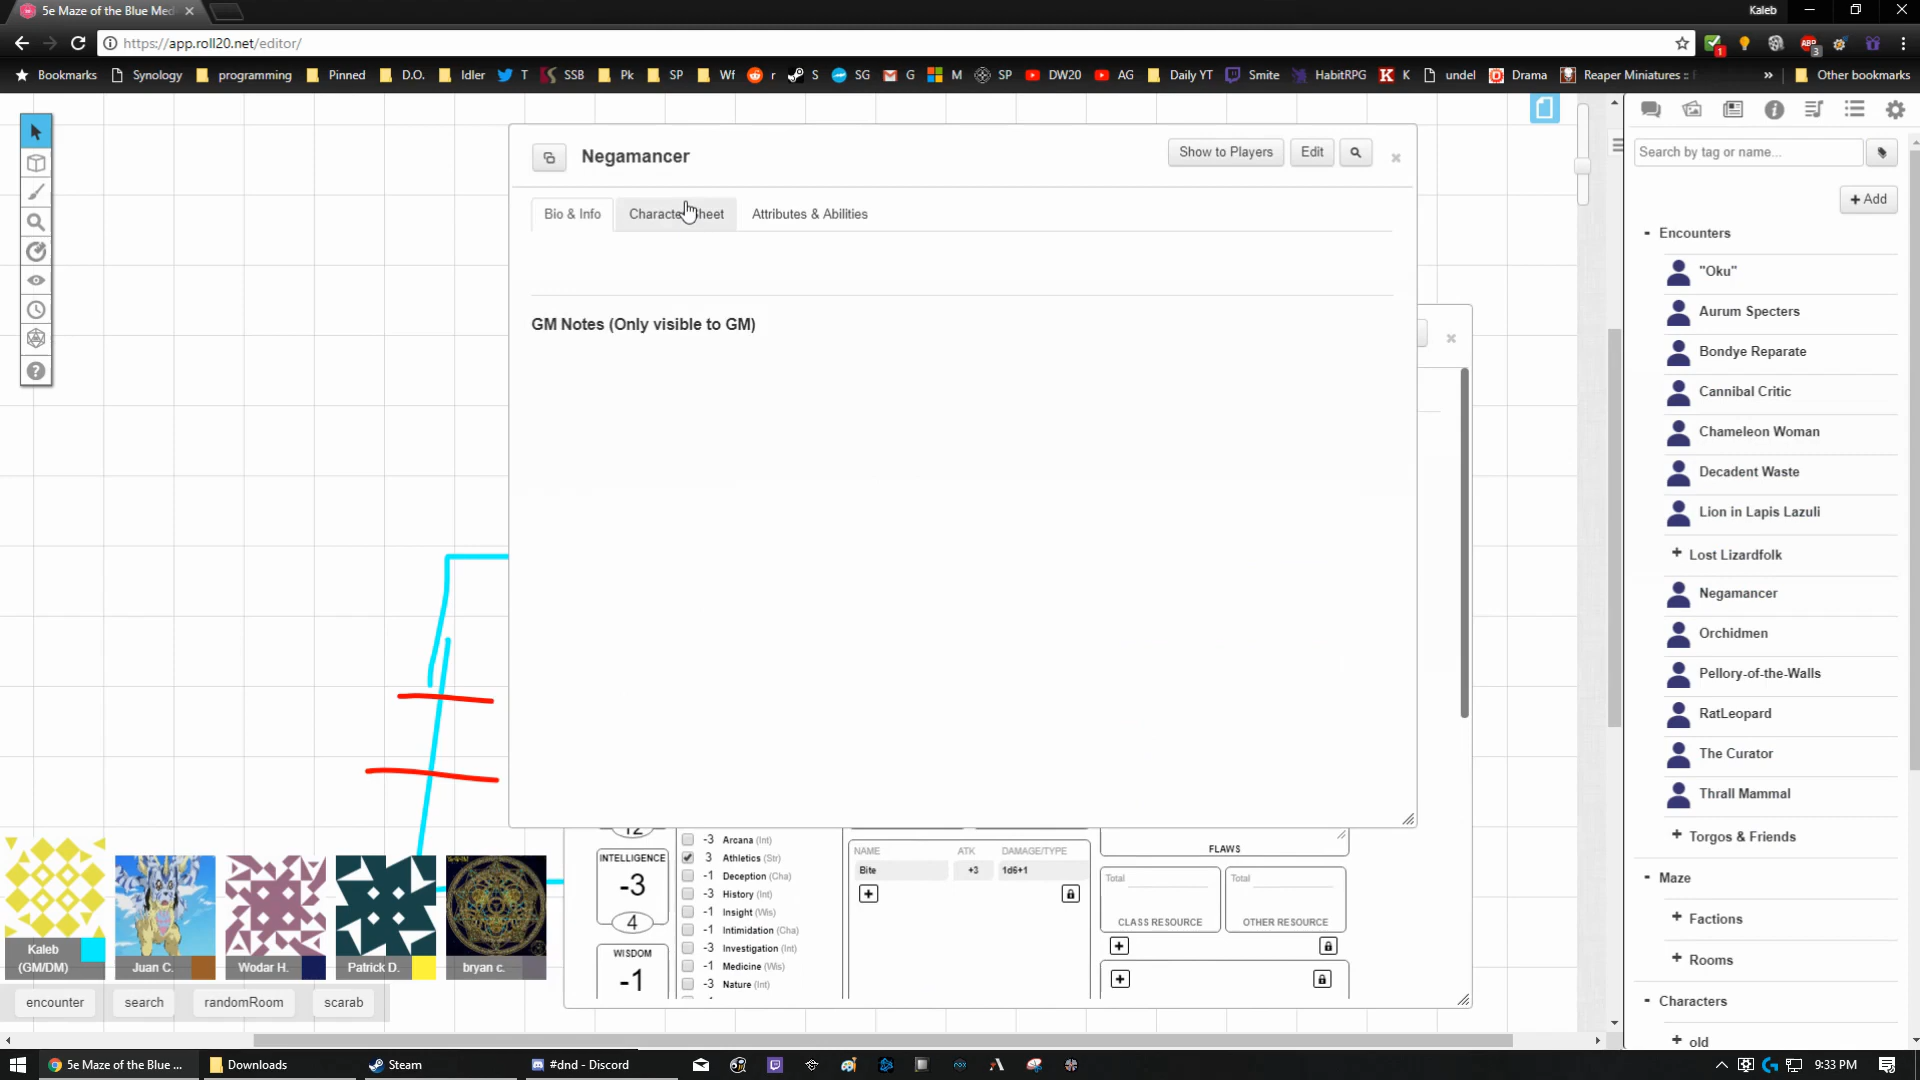 5e Maze of the Blue Med
Kaleb
https://app.roll20.net/editor/
1
3
Bookmarks Synology programming Pinned D.O. Idler T SSB Pk SP Wf r S SG G M SP DW20 AG Daily YT Smite HabitRPG K undel Drama Reaper Miniatures :: » Other bookmarks
Negamancer
Show to Players
Edit
Bio & Info
Character Sheet
Attributes & Abilities
GM Notes (Only visible to GM)
Search by tag or name...
+ Add
- Encounters
"Oku"
Aurum Specters
Bondye Reparate
Cannibal Critic
Chameleon Woman
Decadent Waste
Lion in Lapis Lazuli
+ Lost Lizardfolk
Negamancer
Orchidmen
Pellory-of-the-Walls
RatLeopard
The Curator
Thrall Mammal
+ Torgos & Friends
- Maze
+ Factions
+ Rooms
- Characters
+ old
12
INTELLIGENCE
-3
4
WISDOM
-1
-3 Arcana (Int)
3 Athletics (Str)
-1 Deception (Cha)
-3 History (Int)
-1 Insight (Wis)
-1 Intimidation (Cha)
-3 Investigation (Int)
-1 Medicine (Wis)
-3 Nature (Int)
NAME ATK DAMAGE/TYPE
Bite +3 1d6+1
FLAWS
Total
CLASS RESOURCE
Total
OTHER RESOURCE
Kaleb
(GM/DM)
Juan C.
Wodar H.
Patrick D.
bryan c.
encounter
search
randomRoom
scarab
5e Maze of the Blue ...
Downloads
Steam
#dnd - Discord
9:33 PM